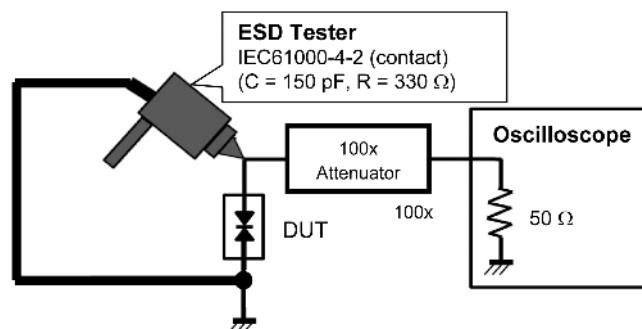 ESD Tester
IEC61000-4-2 (contact)
(C = 150 pF, R = 330 Ω)
Oscilloscope
100x
Attenuator
100x
50 Ω
DUT